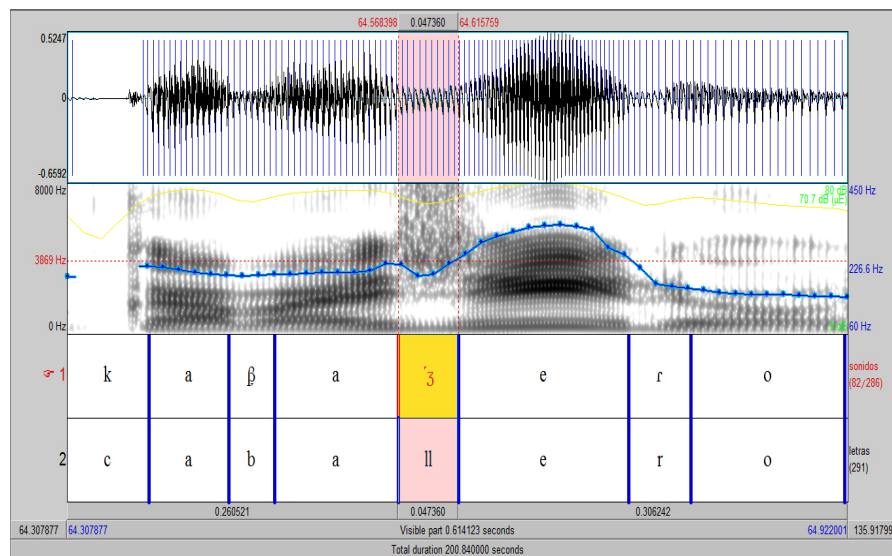 64.568398 0.047360 64.615759
0.5247
0
-0.6592
8000 Hz 80 dB 450 Hz
70.7 dB (µE)
3869 Hz 226.6 Hz
0 Hz 60 Hz
1 k a β̞ a ˈʒ e ɾ o sonidos
(82/286)
2 c a b a ll e r o letras
(291)
0.260521 0.047360 0.306242
64.307877 64.307877 Visible part 0.614123 seconds 64.922001 135.91799
Total duration 200.840000 seconds